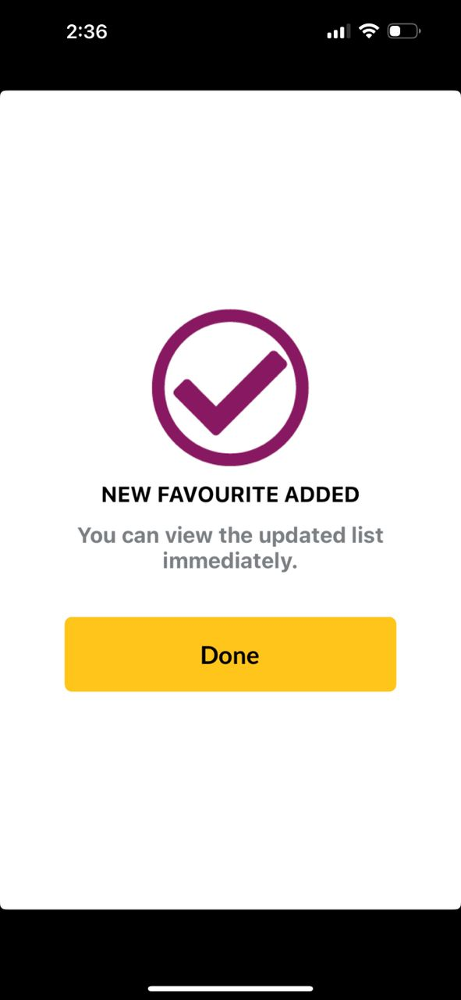 2:36
NEW FAVOURITE ADDED
You can view the updated list
immediately.
Done